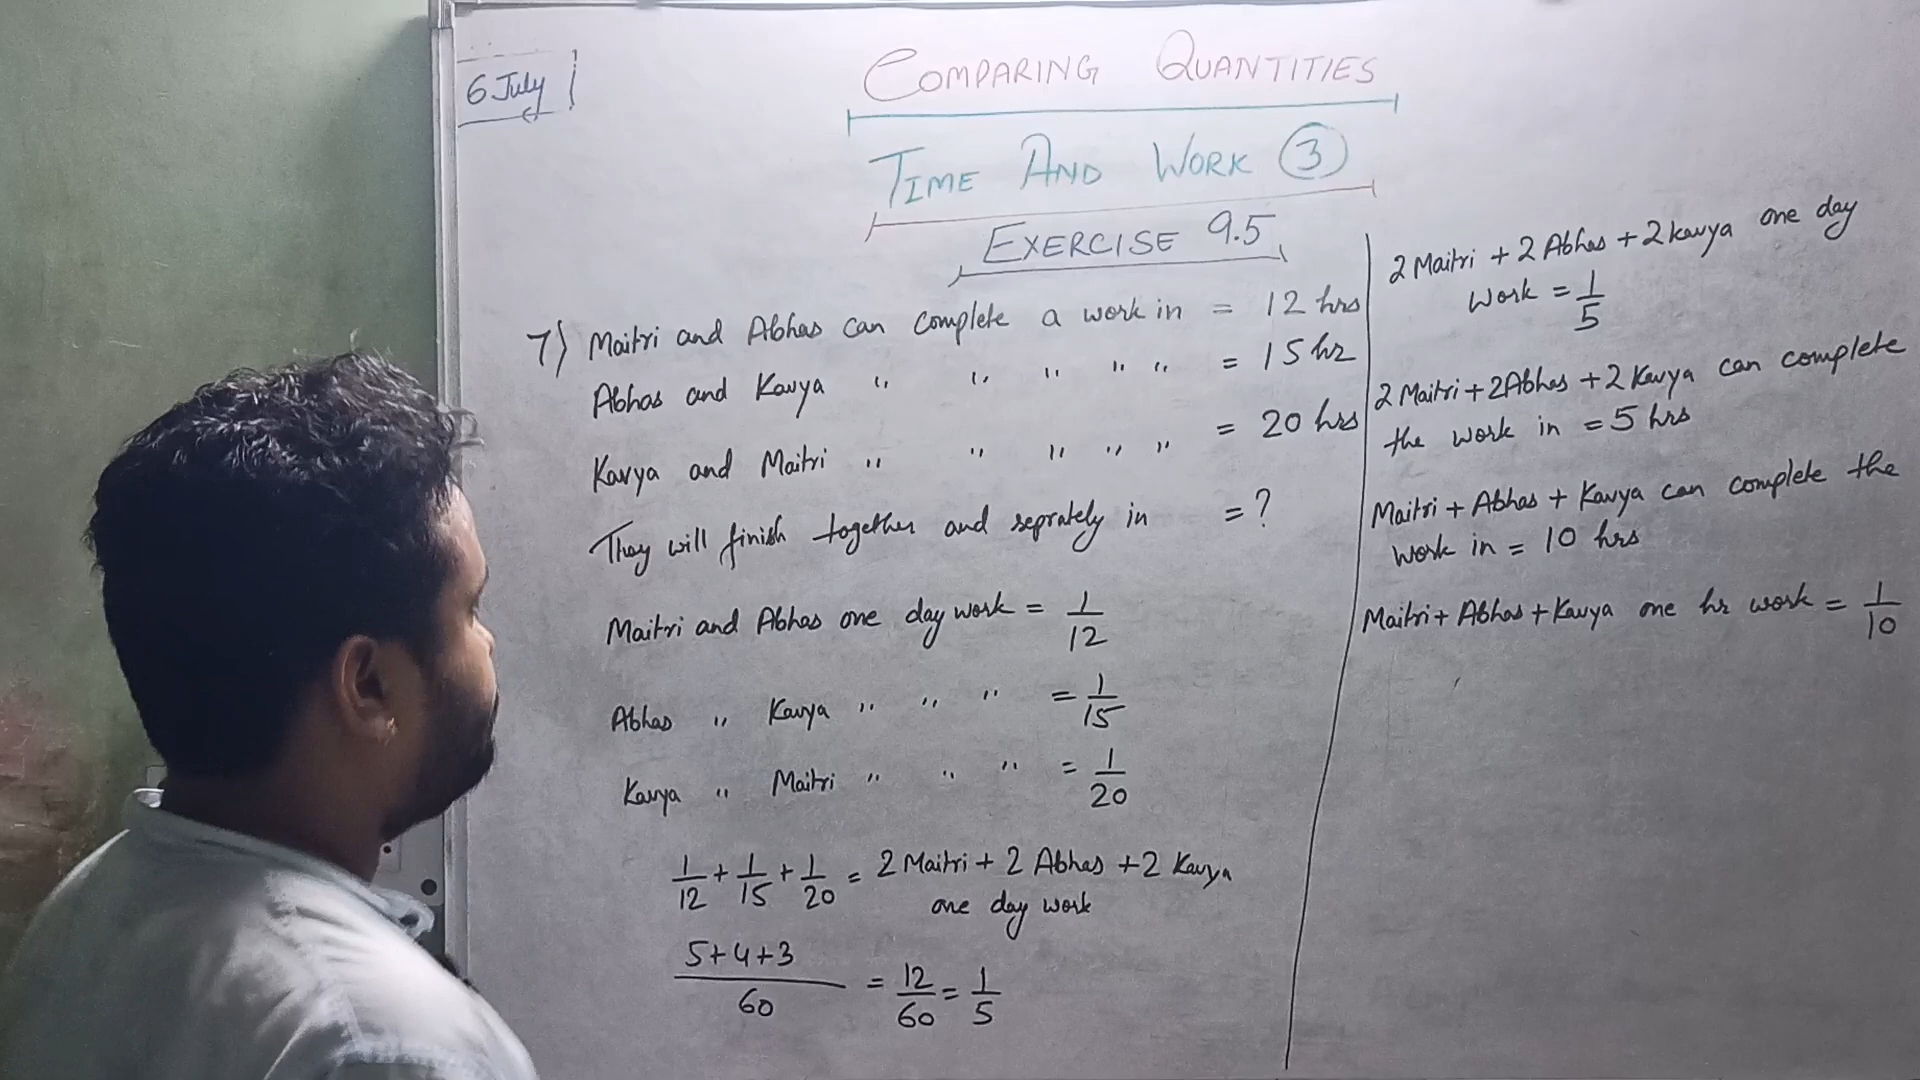 6 July
COMPARING QUANTITIES
TIME AND WORK 3
EXERCISE 9.5
7) Maitri and Abhas can complete a work in = 12 hrs
Abhas and Kavya " " " " " = 15 hr
Kavya and Maitri " " " " " = 20 hrs
They will finish together and seprately in = ?
Maitri and Abhas one day work = 1/12
Abhas " Kavya " " " = 1/15
Kavya " Maitri " " " = 1/20
1/12 + 1/15 + 1/20 = 2 Maitri + 2 Abhas + 2 Kavya
one day work
5+4+3/60 = 12/60 = 1/5
2 Maitri + 2 Abhas + 2 Kavya one day
work = 1/5
2 Maitri + 2 Abhas + 2 Kavya can complete
the work in = 5 hrs
Maitri + Abhas + Kavya can complete the
work in = 10 hrs
Maitri + Abhas + Kavya one hr work = 1/10